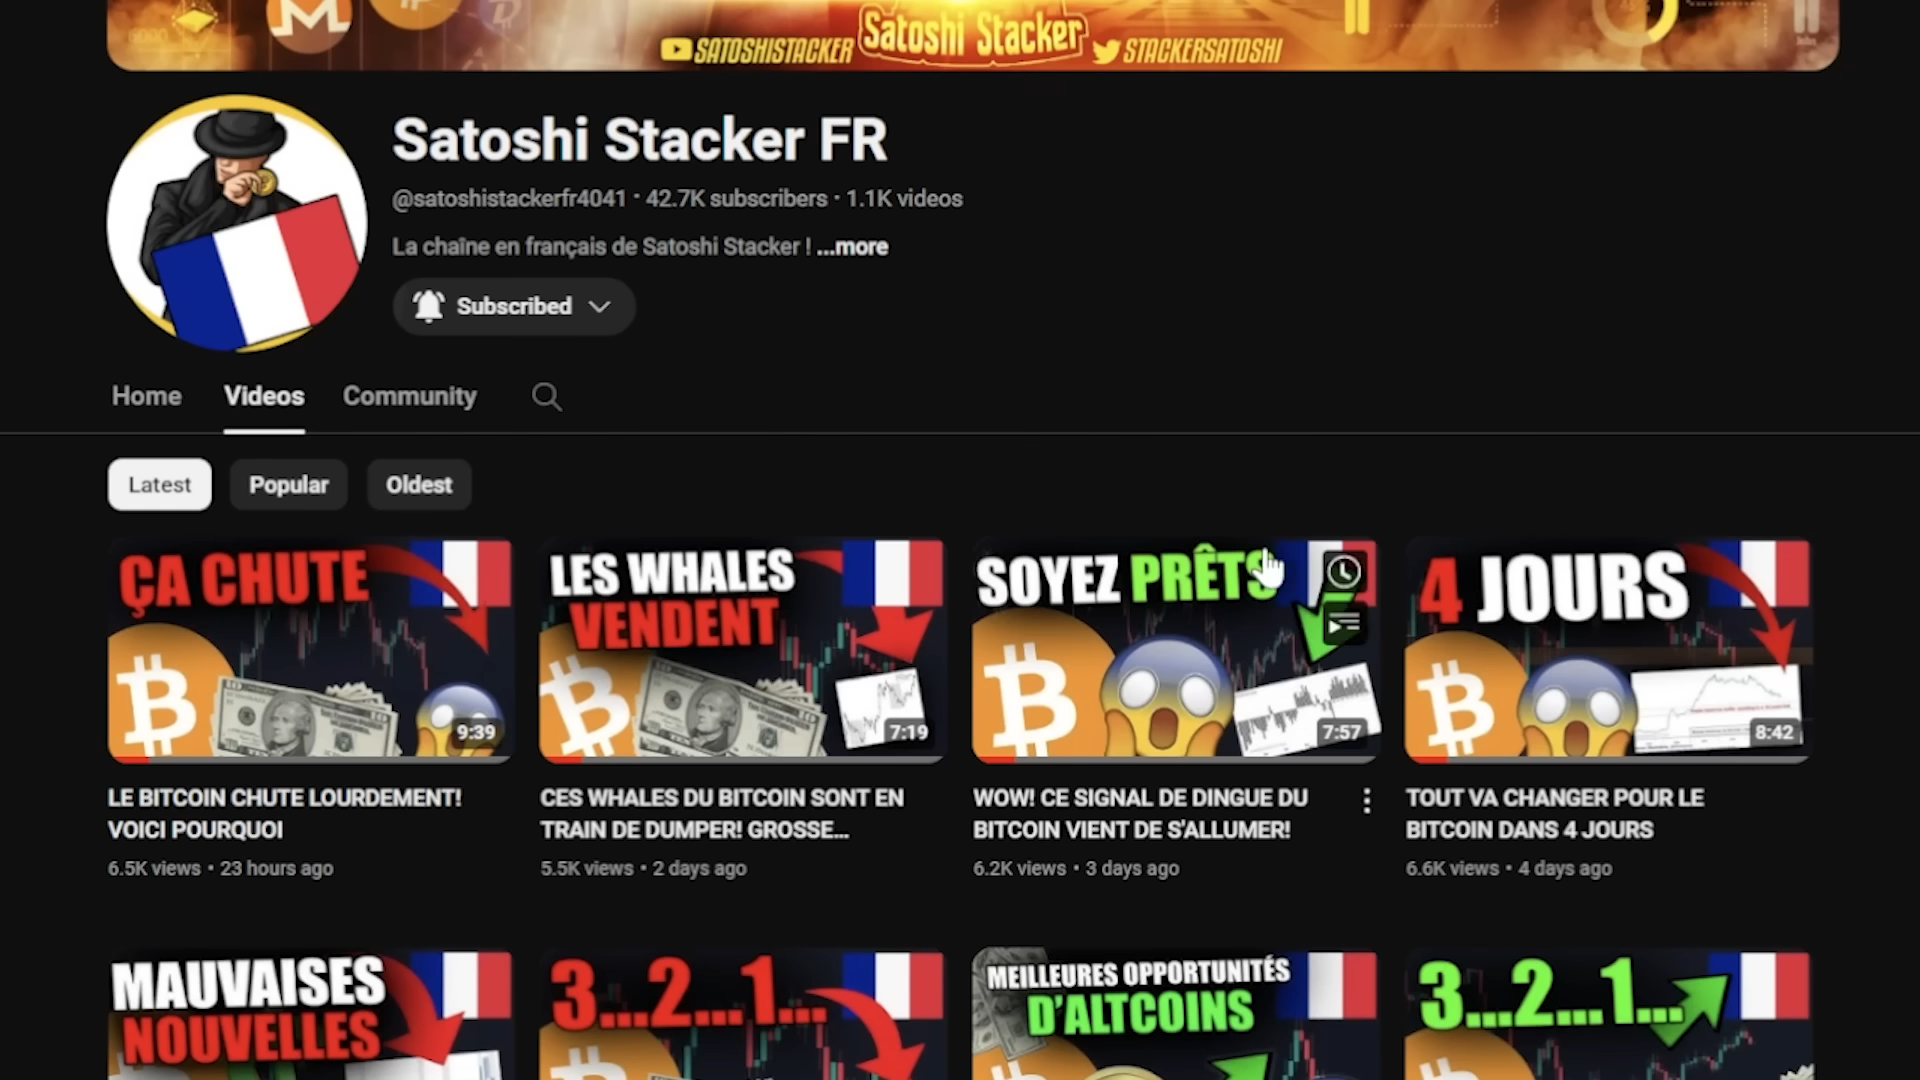 SATOSHISTACKER Satoshi Stacker STACKERSATOSHI
Satoshi Stacker FR
@satoshistackerfr4041 · 42.7K subscribers · 1.1K videos
La chaîne en français de Satoshi Stacker ! ...more
Subscribed
Home Videos Community
Latest Popular Oldest
ÇA CHUTE
9:39
LES WHALES
VENDENT
7:19
SOYEZ PRÊTS
7:57
4 JOURS
8:42
LE BITCOIN CHUTE LOURDEMENT!
VOICI POURQUOI
6.5K views • 23 hours ago
CES WHALES DU BITCOIN SONT EN
TRAIN DE DUMPER! GROSSE...
5.5K views • 2 days ago
WOW! CE SIGNAL DE DINGUE DU
BITCOIN VIENT DE S'ALLUMER!
6.2K views • 3 days ago
TOUT VA CHANGER POUR LE
BITCOIN DANS 4 JOURS
6.6K views • 4 days ago
MAUVAISES
NOUVELLES
3...2...1...
MEILLEURES OPPORTUNITÉS
D'ALTCOINS
3...2...1...